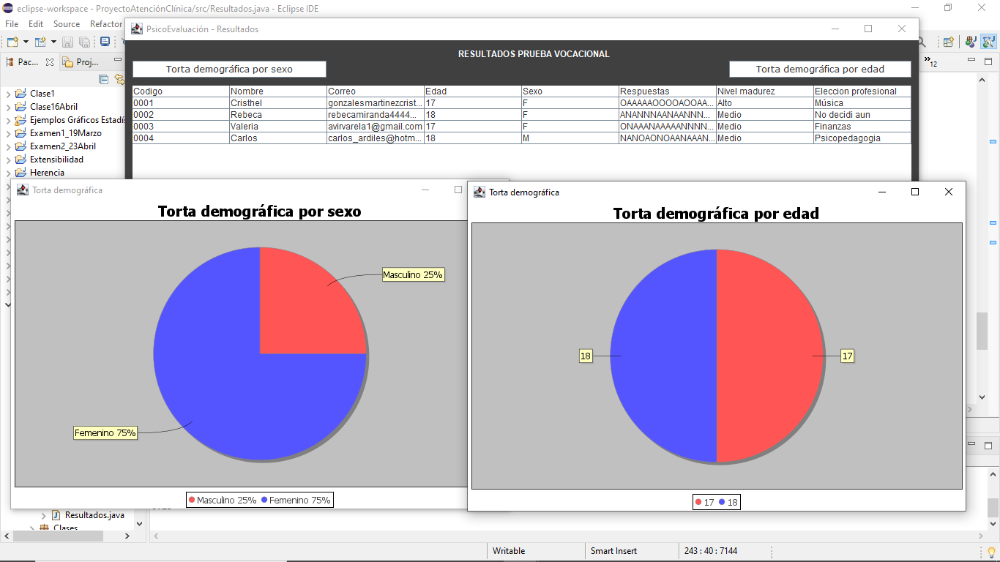 eclipse-workspace - ProyectoAtenciónClínica/src/Resultados.java - Eclipse IDE
File Edit Source Refactor
PsicoEvaluación - Resultados
Pac... Proj...
12
RESULTADOS PRUEBA VOCACIONAL
Torta demográfica por sexo Torta demográfica por edad
Codigo Nombre Correo Edad Sexo Respuestas Nivel madurez Eleccion profesional
0001 Cristhel gonzalesmartinezcrist... 17 F OAAAAAOOOOAOOAA... Alto Música
0002 Rebeca rebecamiranda4444... 18 F ANANNNAANAANNN... Medio No decidi aun
0003 Valeria avirvarela1@gmail.com 17 F ONAAANAAAAANNNN... Medio Finanzas
0004 Carlos carlos_ardiles@hotm... 18 M NANOAONOAANAAAN... Medio Psicopedagogia
Clase1
Clase16Abril
Ejemplos Gráficos Estadís
Examen1_19Marzo
Examen2_23Abril
Extensibilidad
Herencia
Torta demográfica
Torta demográfica por sexo
Masculino 25%
Femenino 75%
Masculino 25% Femenino 75%
Torta demográfica
Torta demográfica por edad
18 17
17 18
Resultados.java
Clases
Writable Smart Insert 243 : 40 : 7144